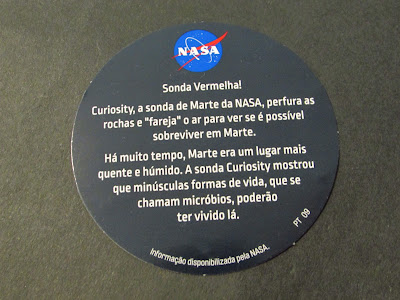 NASA
Sonda Vermelha!
Curiosity, a sonda de Marte da NASA, perfura as
rochas e "fareja" o ar para ver se é possível
sobreviver em Marte.
Há muito tempo, Marte era um lugar mais
quente e húmido. A sonda Curiosity mostrou
que minúsculas formas de vida, que se
chamam micróbios, poderão
ter vivido lá.
PT 09
Informação disponibilizada pela NASA.